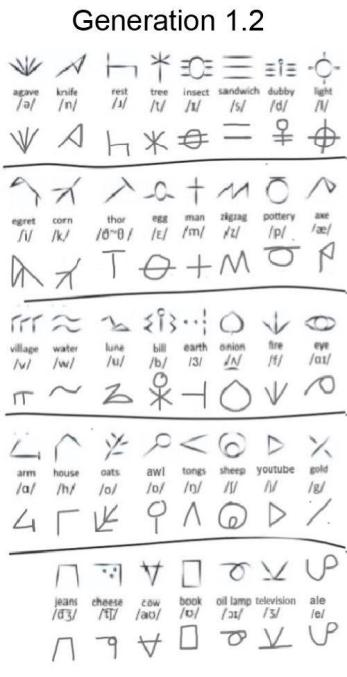 Generation 1.2
agave knife rest tree insect sandwich dubby light
/ə/ /n/ /ɹ/ /t/ /ɪ/ /s/ /d/ /l/
egret corn thor egg man zigzag pottery axe
/i/ /k/ /θ~θ/ /ɛ/ /m/ /z/ /p/ /æ/
village water lune bill earth onion fire eye
/v/ /w/ /u/ /b/ /ɜ/ /ʌ/ /f/ /aɪ/
arm house oats awl tongs sheep youtube gold
/ɑ/ /h/ /o/ /ɒ/ /ŋ/ /ʃ/ /j/ /g/
jeans cheese cow book oil lamp television ale
/d͡ʒ/ /t͡ʃ/ /aʊ/ /ʊ/ /ɔɪ/ /ʒ/ /e/